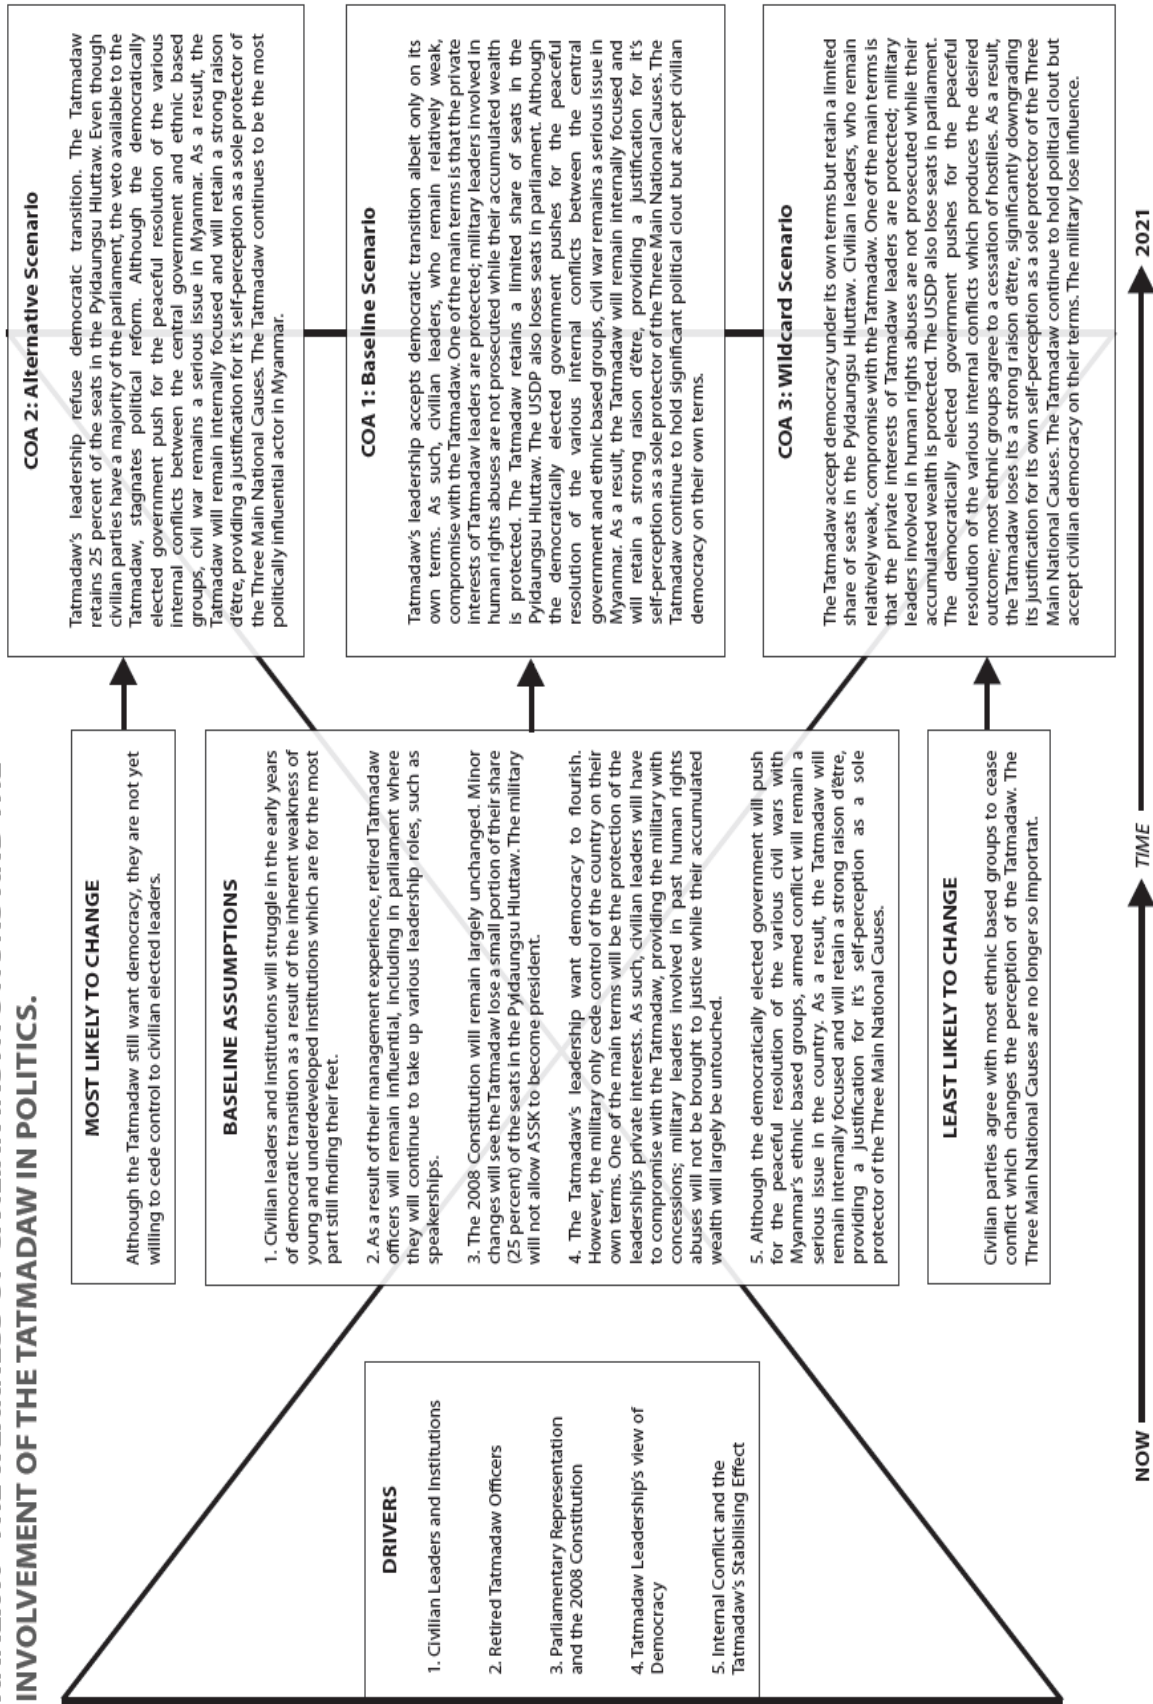 INVOLVEMENT OF THE TATMADAW IN POLITICS.
DRIVERS
1. Civilian Leaders and Institutions
2. Retired Tatmadaw Officers
3. Parliamentary Representation
and the 2008 Constitution
4. Tatmadaw Leadership's view of
Democracy
5. Internal Conflict and the
Tatmadaw's Stabilising Effect
MOST LIKELY TO CHANGE
Although the Tatmadaw still want democracy, they are not yet
willing to cede control to civilian elected leaders.
BASELINE ASSUMPTIONS
1. Civilian leaders and institutions will struggle in the early years
of democratic transition as a result of the inherent weakness of
young and underdeveloped institutions which are for the most
part still finding their feet.
2. As a result of their management experience, retired Tatmadaw
officers will remain influential, including in parliament where
they will continue to take up various leadership roles, such as
speakerships.
3. The 2008 Constitution will remain largely unchanged. Minor
changes will see the Tatmadaw lose a small portion of their share
(25 percent) of the seats in the Pyidaungsu Hluttaw. The military
will not allow ASSK to become president.
4. The Tatmadaw's leadership want democracy to flourish.
However, the military only cede control of the country on their
own terms. One of the main terms will be the protection of the
leadership's private interests. As such civilian leaders will have
to compromise with the Tatmadaw, providing the military with
concessions; military leaders involved in past human rights
abuses will not be brought to justice while their accumulated
wealth will largely be untouched.
5. Although the democratically elected government will push
for the peaceful resolution of the various civil wars with
Myanmar's ethnic based groups, armed conflict will remain a
serious issue in the country. As a result, the Tatmadaw will
remain internally focused and will retain a strong raison d'être,
providing a justification for it's self-perception as a sole
protector of the Three Main National Causes.
LEAST LIKELY TO CHANGE
Civilian parties agree with most ethnic based groups to cease
conflict which changes the perception of the Tatmadaw. The
Three Main National Causes are no longer so important.
COA 2: Alternative Scenario
Tatmadaw's leadership refuse democratic transition. The Tatmadaw
retains 25 percent of the seats in the Pyidaungsu Hluttaw. Even though
civilian parties have a majority of the parliament, the veto available to the
Tatmadaw, stagnates political reform. Although the democratically
elected government push for the peaceful resolution of the various
internal conflicts between the central government and ethnic based
groups, civil war remains a serious issue in Myanmar. As a result, the
Tatmadaw will remain internally focused and will retain a strong raison
d'être, providing a justification for it's self-perception as a sole protector of
the Three Main National Causes. The Tatmadaw continues to be the most
politically influential actor in Myanmar.
COA 1: Baseline Scenario
Tatmadaw's leadership accepts democratic transition albeit only on its
own terms. As such, civilian leaders, who remain relatively weak,
compromise with the Tatmadaw. One of the main terms is that the private
interests of Tatmadaw leaders are protected; military leaders involved in
human rights abuses are not prosecuted while their accumulated wealth
is protected. The Tatmadaw retains a limited share of seats in the
Pyidaungsu Hluttaw. The USDP also loses seats in parliament. Although
the democratically elected government pushes for the peaceful
resolution of the various internal conflicts between the central
government and ethnic based groups, civil war remains a serious issue in
Myanmar. As a result, the Tatmadaw will remain internally focused and
will retain a strong raison d'être, providing a justification for it's
self-perception as a sole protector of the Three Main National Causes. The
Tatmadaw continue to hold significant political clout but accept civilian
democracy on their own terms.
COA 3: Wildcard Scenario
The Tatmadaw accept democracy under its own terms but retain a limited
share of seats in the Pyidaungsu Hluttaw. Civilian leaders, who remain
relatively weak, compromise with the Tatmadaw. One of the main terms is
that the private interests of Tatmadaw leaders are protected; military
leaders involved in human rights abuses are not prosecuted while their
accumulated wealth is protected. The USDP also lose seats in parliament.
The democratically elected government pushes for the peaceful
resolution of the various internal conflicts which produces the desired
outcome; most ethnic groups agree to a cessation of hostiles. As a result,
the Tatmadaw loses its a strong raison d'être, significantly downgrading
its justification for its own self-perception as a sole protector of the Three
Main National Causes. The Tatmadaw continue to hold political clout but
accept civilian democracy on their terms. The military lose influence.
NOW
TIME
2021